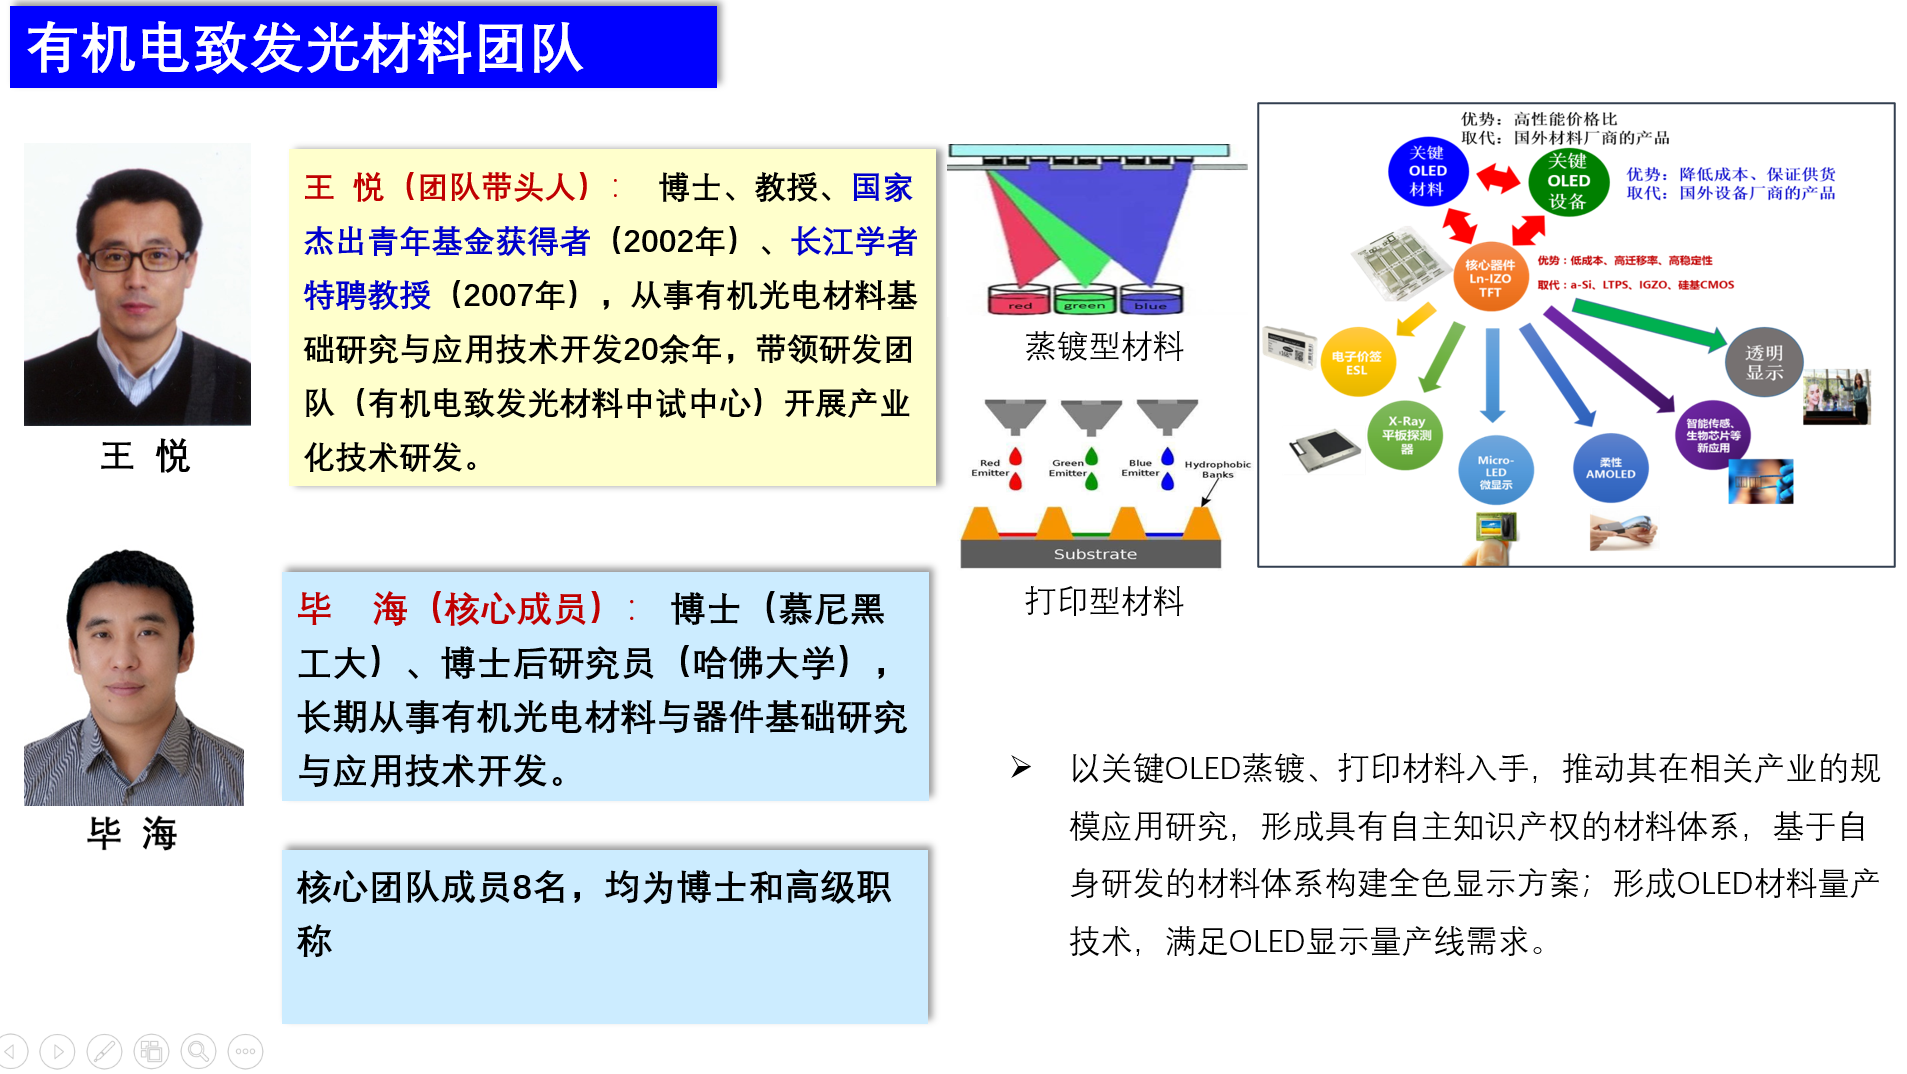 有机电致发光材料团队
王 悦（团队带头人）： 博士、教授、国家
杰出青年基金获得者（2002年）、长江学者
特聘教授（2007年），从事有机光电材料基
础研究与应用技术开发20余年，带领研发团
队（有机电致发光材料中试中心）开展产业
化技术研发。
王 悦
毕 海（核心成员）： 博士（慕尼黑
工大）、博士后研究员（哈佛大学），
长期从事有机光电材料与器件基础研究
与应用技术开发。
毕 海
核心团队成员8名，均为博士和高级职
称
red
green
blue
蒸镀型材料
Red
Emitter
Green
Emitter
Blue
Emitter
Hydrophobic
Banks
Substrate
打印型材料
优势：高性能价格比
取代：国外材料厂商的产品
关键
OLED
材料
关键
OLED
设备
优势：降低成本、保证供货
取代：国外设备厂商的产品
核心器件
Ln-IZO
TFT
优势：低成本、高迁移率、高稳定性
取代：a-Si、LTPS、IGZO、硅基CMOS
电子价签
ESL
X-Ray
平板探测
器
Micro-
LED
微显示
柔性
AMOLED
智能传感、
生物芯片等
新应用
透明
显示
➢ 以关键OLED蒸镀、打印材料入手，推动其在相关产业的规
模应用研究，形成具有自主知识产权的材料体系，基于自
身研发的材料体系构建全色显示方案；形成OLED材料量产
技术，满足OLED显示量产线需求。